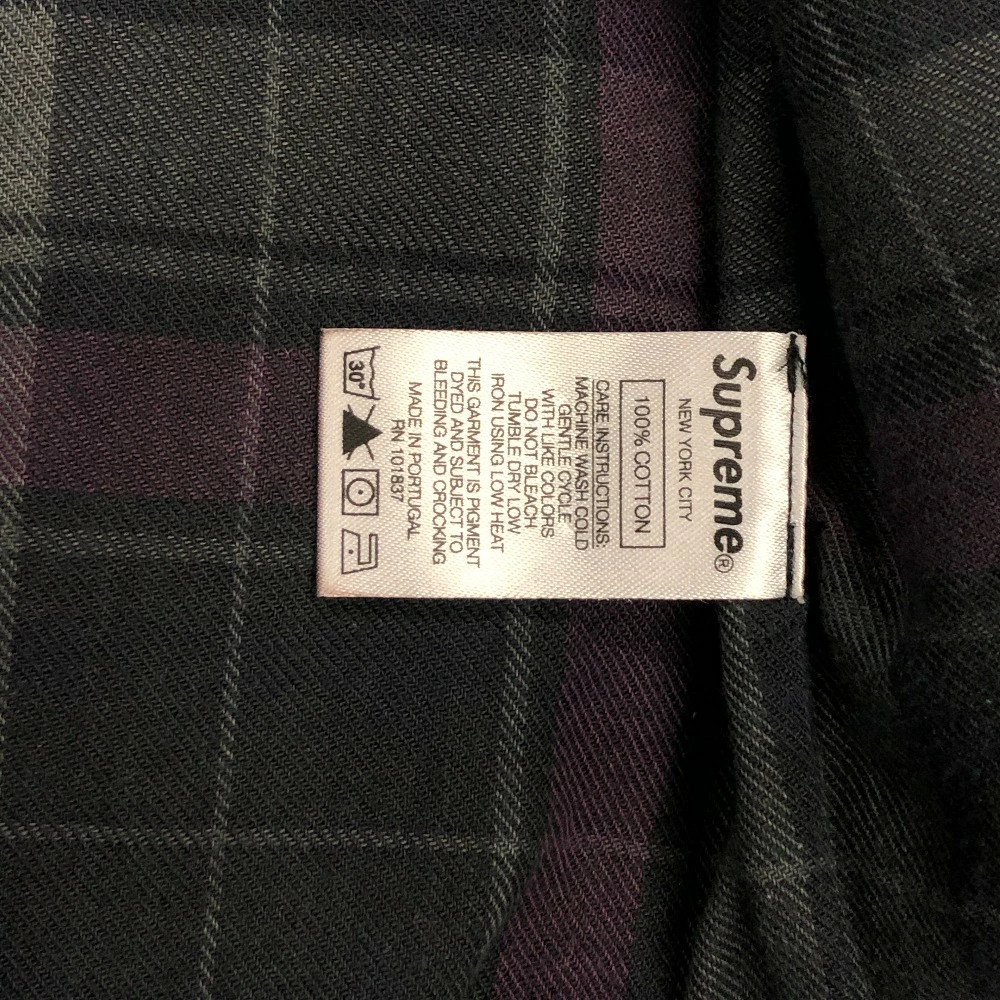 Supreme®
NEW YORK CITY
100% COTTON
CARE INSTRUCTIONS:
MACHINE WASH COLD
GENTLE CYCLE
WITH LIKE COLORS
DO NOT BLEACH
TUMBLE DRY LOW
IRON USING LOW HEAT
THIS GARMENT IS PIGMENT
DYED AND SUBJECT TO
BLEEDING AND CROCKING
MADE IN PORTUGAL
RN 101837
30°